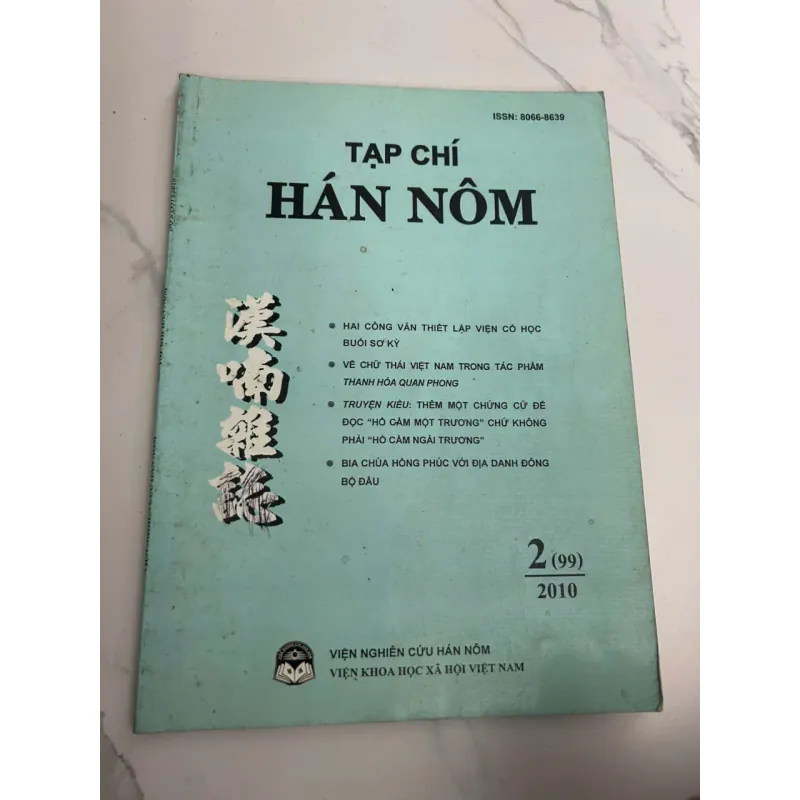 ISSN: 8066-8639
TẠP CHÍ
HÁN NÔM
漢喃雜誌
HAI CÔNG VĂN THIẾT LẬP VIỆN CỔ HỌC
BUỔI SƠ KỲ
VỀ CHỮ THÁI VIỆT NAM TRONG TÁC PHẨM
THANH HÓA QUAN PHONG
TRUYỆN KIỀU: THÊM MỘT CHỨNG CỨ ĐỂ
ĐỌC “HỒ CẦM MỘT TRƯƠNG” CHỨ KHÔNG
PHẢI “HỒ CẦM NGẢI TRƯƠNG”
BIA CHÙA HỒNG PHÚC VỚI ĐỊA DANH ĐÔNG
BỘ ĐẦU
2 (99)
2010
VIỆN NGHIÊN CỨU HÁN NÔM
VIỆN KHOA HỌC XÃ HỘI VIỆT NAM